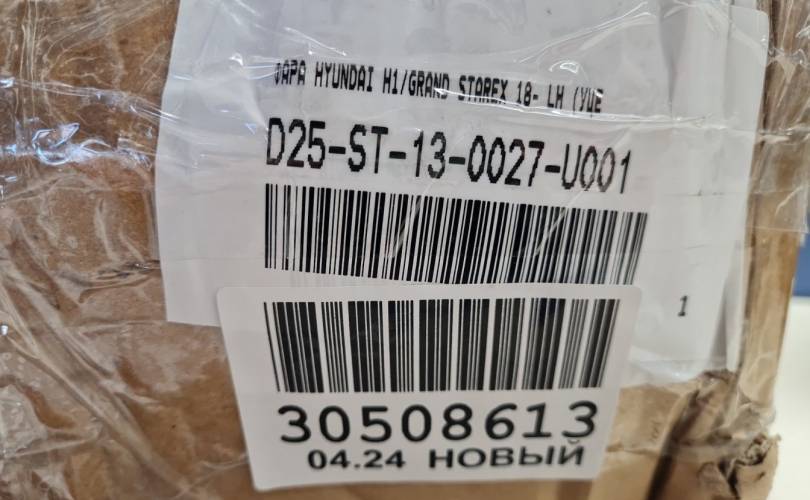 ФАРА HYUNDAI H1/GRAND STAREX 18- LH (УЦЕ
D25-ST-13-0027-U001
1
30508613
04.24 НОВЫЙ